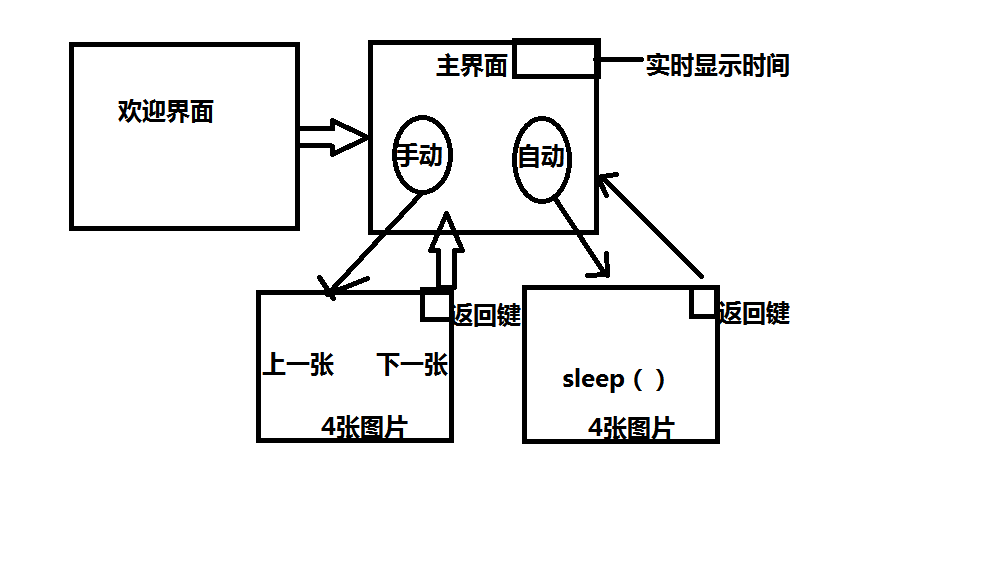 欢迎界面
主界面
实时显示时间
手动
自动
返回键
上一张
下一张
4张图片
返回键
sleep（ ）
4张图片